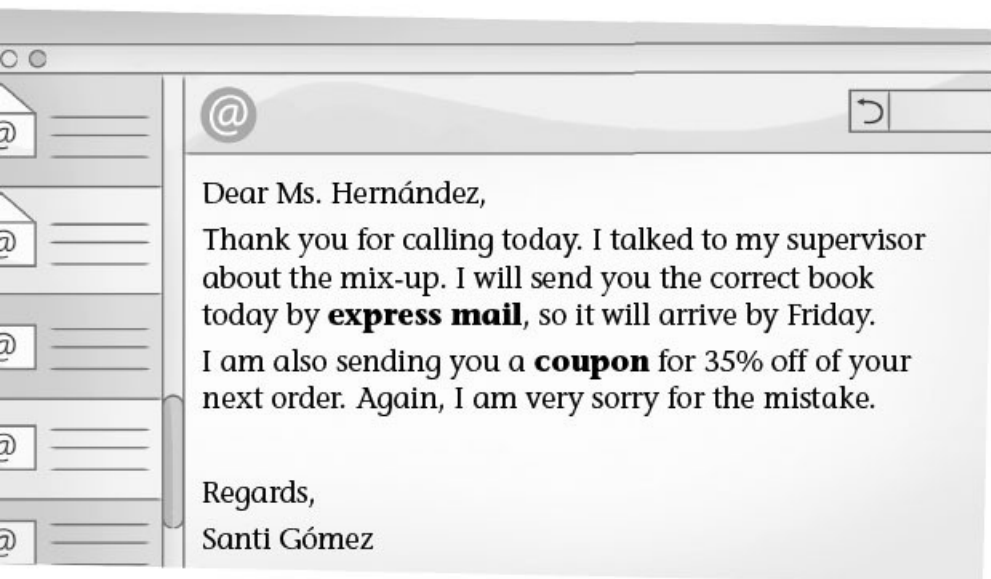 @
@
Dear Ms. Hernández,
@
Thank you for calling today. I talked to my supervisor
about the mix-up. I will send you the correct book
today by express mail, so it will arrive by Friday.
@
I am also sending you a coupon for 35% off of your
next order. Again, I am very sorry for the mistake.
@
Regards,
@
Santi Gómez